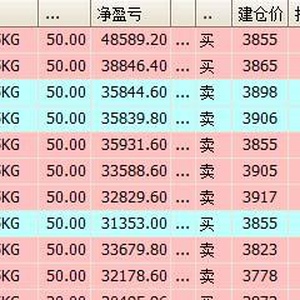 ... 净盈亏 .. 建仓价
KG 50.00 48589.20 ... 买 3855
KG 50.00 38846.40 ... 买 3865
KG 50.00 35844.60 ... 卖 3898
KG 50.00 35839.80 ... 卖 3906
KG 50.00 35931.60 ... 卖 3855
KG 50.00 33588.60 ... 卖 3905
KG 50.00 32829.60 ... 卖 3917
KG 50.00 31353.00 ... 买 3855
KG 50.00 33679.80 ... 卖 3823
KG 50.00 32178.60 ... 卖 3778